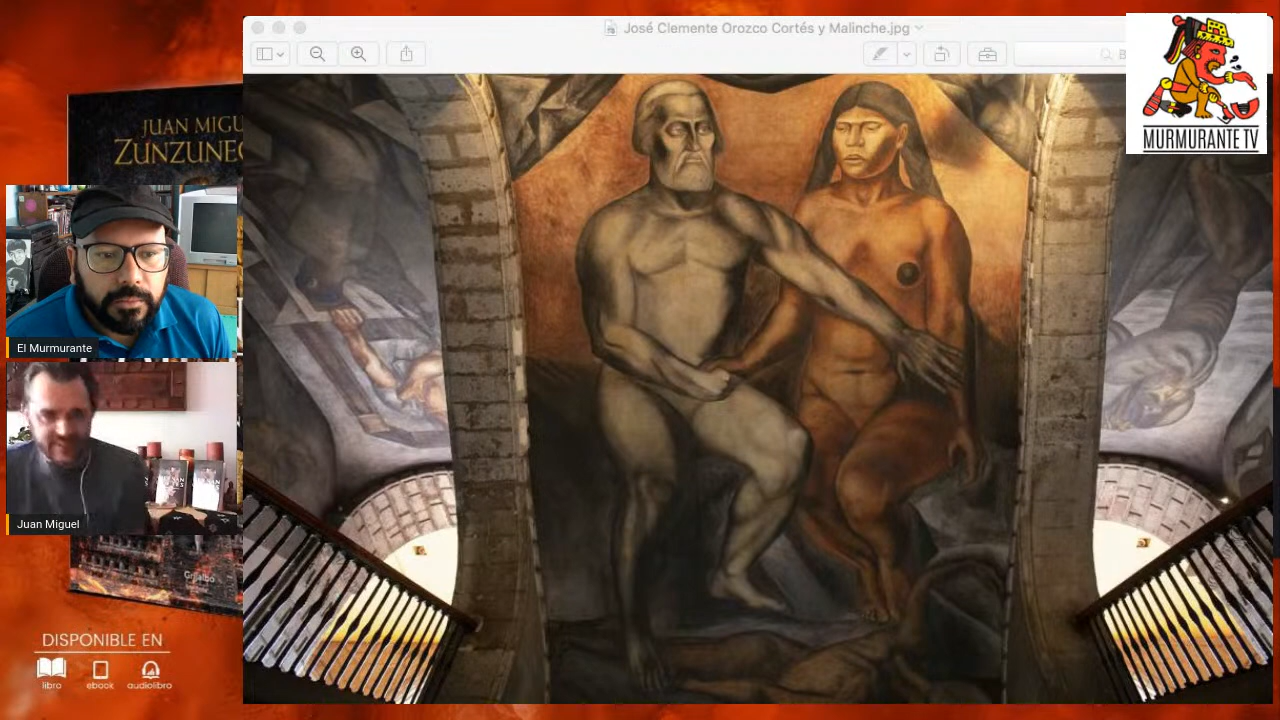 José Clemente Orozco Cortés y Malinche.jpg
MURMURANTE TV
JUAN MIGU
ZUNZUNEG
El Murmurante
Juan Miguel
Grijalbo
DISPONIBLE EN
libro
ebook
audiolibro